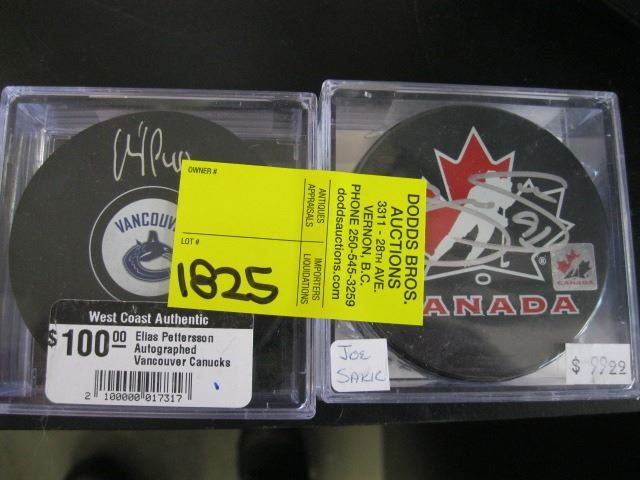 VANCOUV
OWNER #
LOT #
1825
ANTIQUES
APPRAISALS
IMPORTERS
LIQUIDATIONS
DODDS BROS.
AUCTIONS
3311 - 28th AVE.
VERNON, B.C.
PHONE 250-545-3259
doddsauctions.com
West Coast Authentic
$100.00
Elias Pettersson
Autographed
Vancouver Canucks
2 100000 017317
91
CANADA
ANADA
JOE
SAKIC
$ 99.99